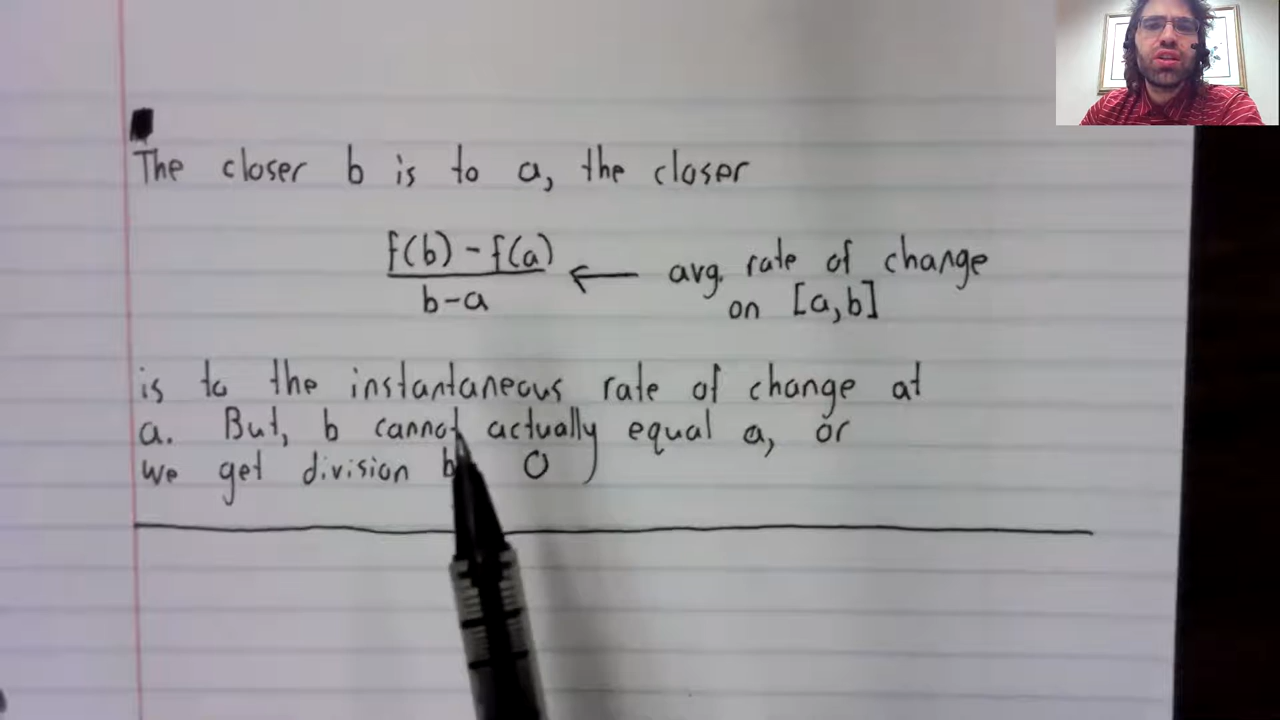 The closer b is to a, the closer
f(b) - f(a)
b-a
← avg. rate of change
on [a,b]
is to the instantaneous rate of change at
a. But, b cannot actually equal a, or
we get division 0